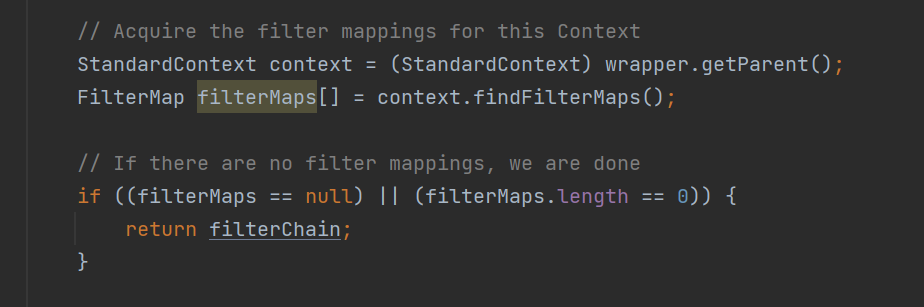 // Acquire the filter mappings for this Context
StandardContext context = (StandardContext) wrapper.getParent();
FilterMap filterMaps[] = context.findFilterMaps();
// If there are no filter mappings, we are done
if ((filterMaps == null) || (filterMaps.length == 0)) {
return filterChain;
}